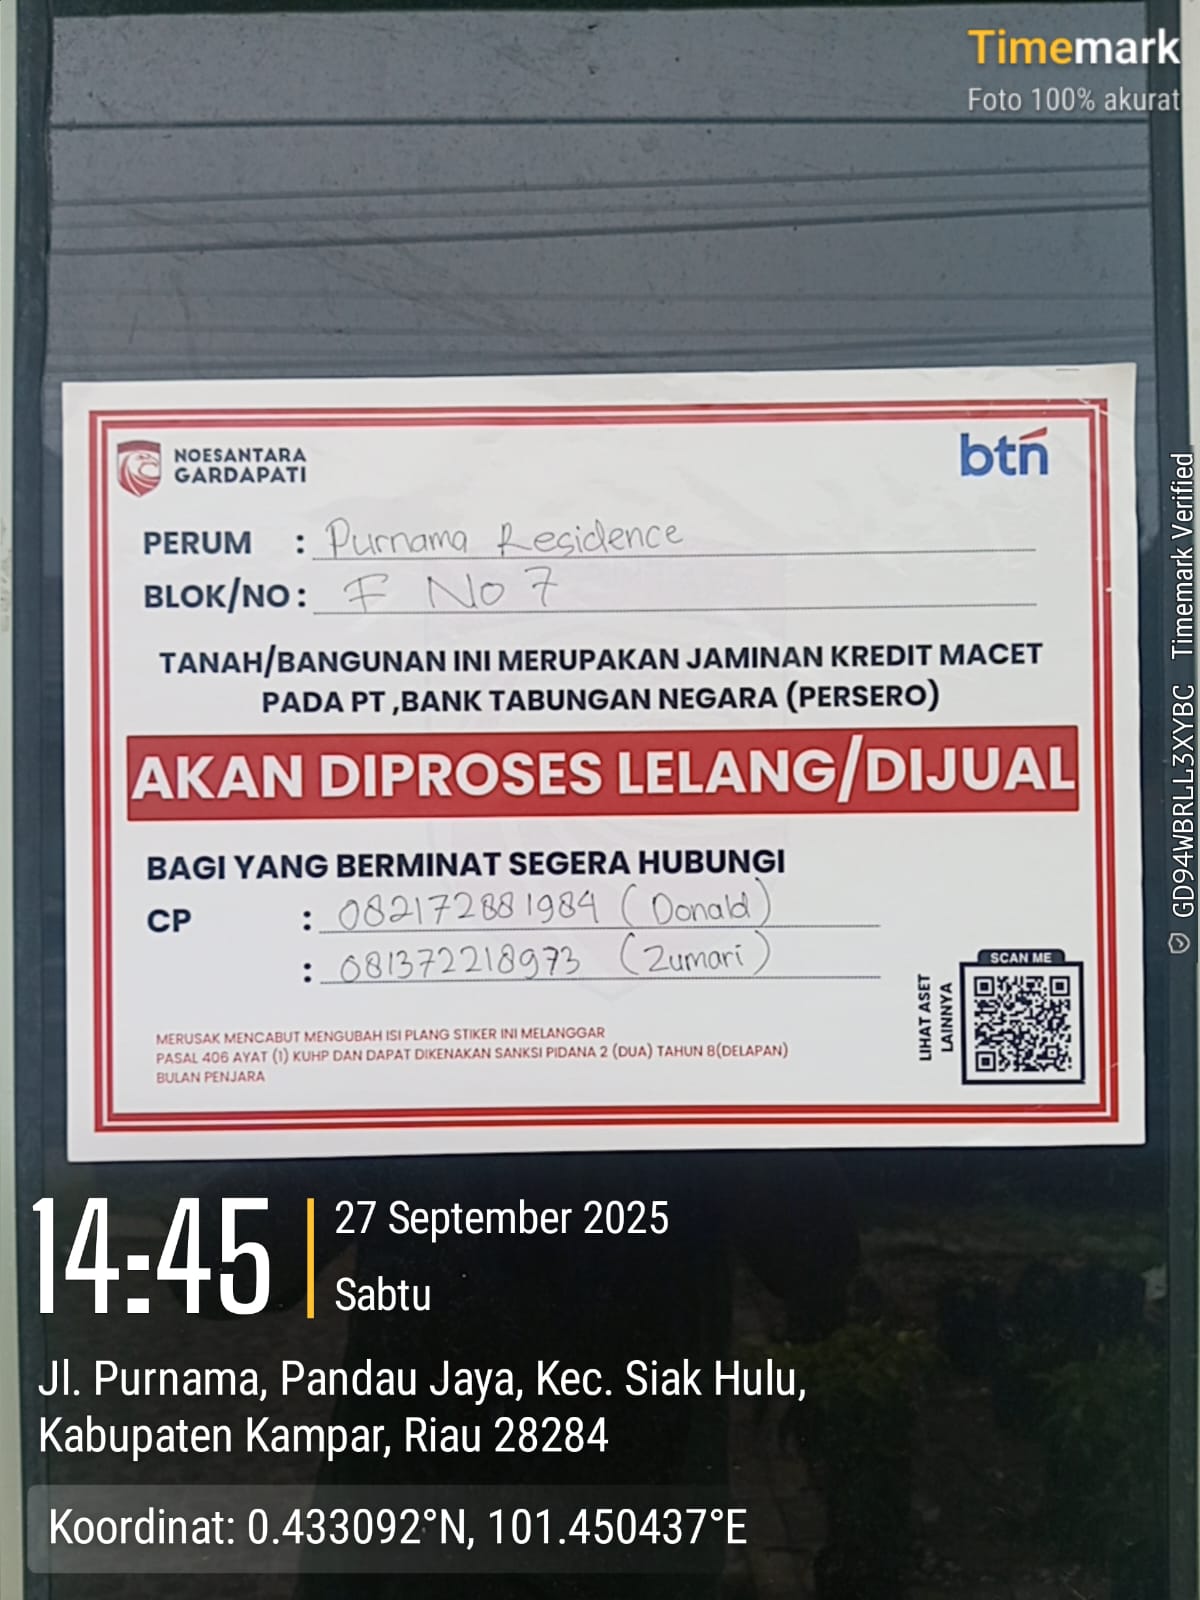 Timemark
Foto 100% akurat
NOESANTARA
GARDAPATI
btn
PERUM : Purnama Residence
BLOK/NO : F No 7
TANAH/BANGUNAN INI MERUPAKAN JAMINAN KREDIT MACET
PADA PT ,BANK TABUNGAN NEGARA (PERSERO)
AKAN DIPROSES LELANG/DIJUAL
BAGI YANG BERMINAT SEGERA HUBUNGI
CP : 082172881984 (Donald)
: 081372218973 (Zumari)
MERUSAK MENCABUT MENGUBAH ISI PLANG STIKER INI MELANGGAR
PASAL 406 AYAT (1) KUHP DAN DAPAT DIKENAKAN SANKSI PIDANA 2 (DUA) TAHUN 8(DELAPAN)
BULAN PENJARA
LIHAT ASET
LAINNYA
SCAN ME
GD94WBRLL3XYBC Timemark Verified
14:45
27 September 2025
Sabtu
Jl. Purnama, Pandau Jaya, Kec. Siak Hulu,
Kabupaten Kampar, Riau 28284
Koordinat: 0.433092°N, 101.450437°E